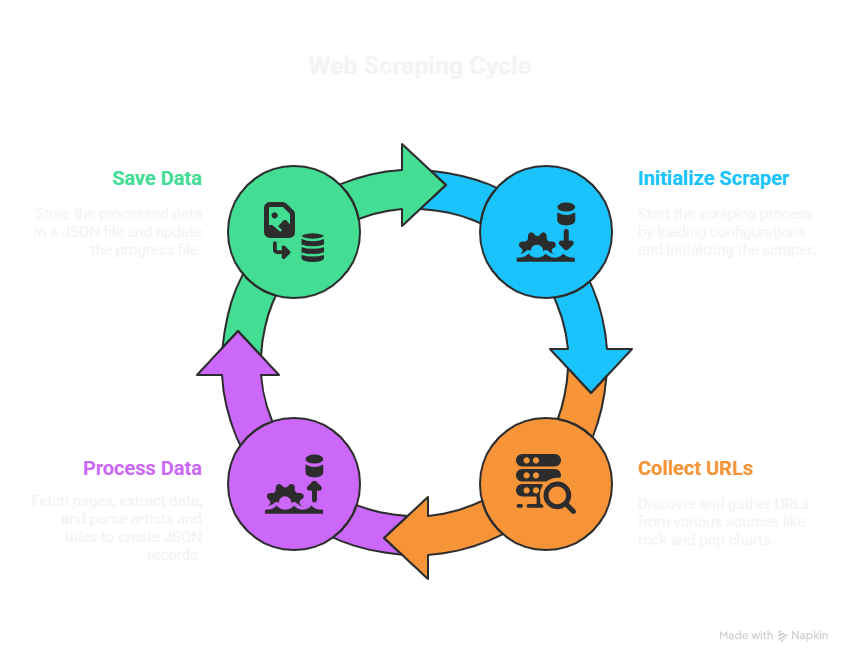 Web Scraping Cycle
Save Data
Store the processed data
in a JSON file and update
the progress file.
Initialize Scraper
Start the scraping process
by loading configurations
and initializing the scraper.
Process Data
Fetch pages, extract data,
and parse artists and
titles to create JSON
records.
Collect URLs
Discover and gather URLs
from various sources like
rock and pop charts.
Made with Napkin